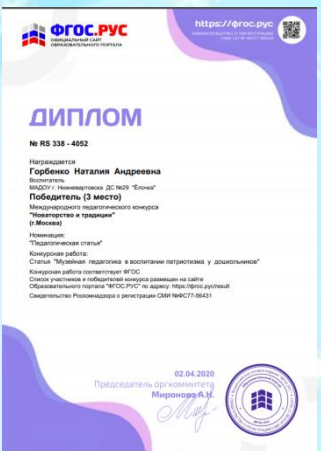 ФГОС.РУС
ОФИЦИАЛЬНЫЙ САЙТ
ОБРАЗОВАТЕЛЬНОГО ПОРТАЛА
https://фгос.рус
ДИПЛОМ
№ RS 338 - 4052
Награждается
Горбенко Наталия Андреевна
Воспитатель
МАДОУ г. Нижневартовска ДС №29 "Ёлочка"
Победитель (3 место)
Международного педагогического конкурса
"Новаторство и традиции"
(г.Москва)
Номинация:
"Педагогическая статья"
Конкурсная работа:
Статья "Музейная педагогика в воспитании патриотизма у дошкольников"
Конкурсная работа соответствует ФГОС
Список участников и победителей конкурса размещен на сайте
Образовательного портала "ФГОС.РУС" по адресу: https://фгос.рус/result
Свидетельство Роскомнадзора о регистрации СМИ №ФС77-56431
02.04.2020
Председатель оргкоммитета
Миронова А.Н.